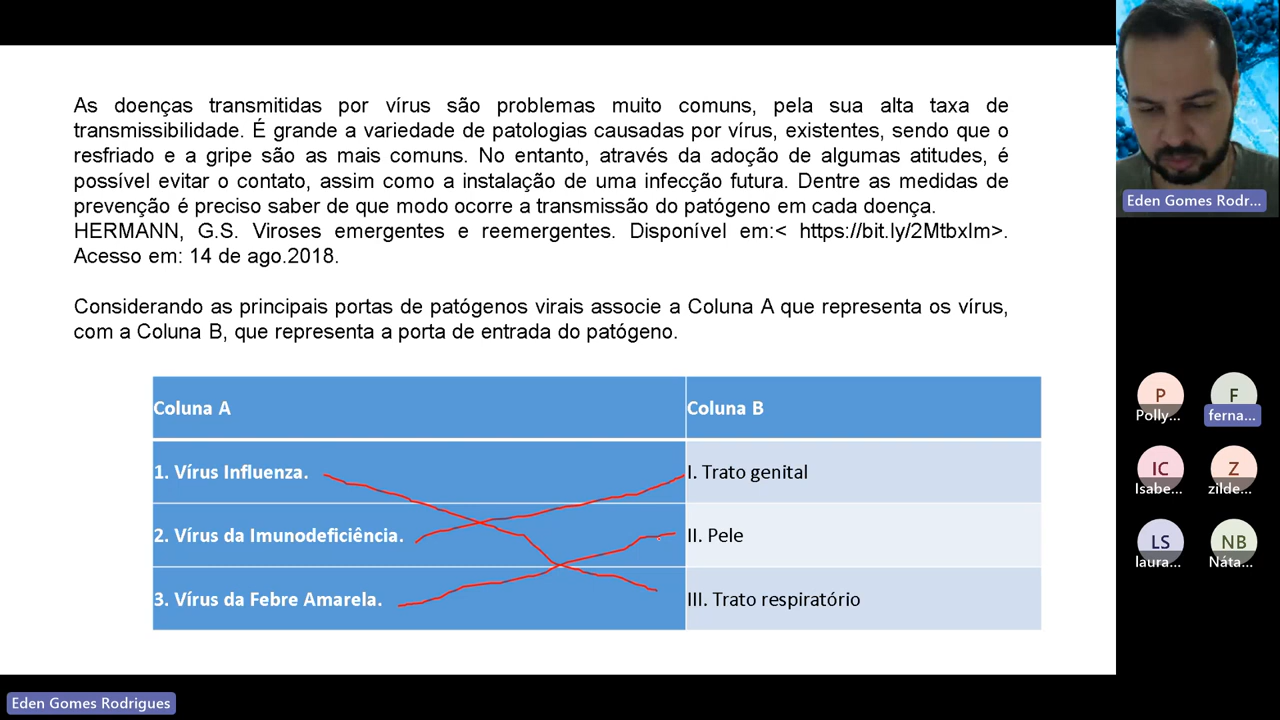 As doenças transmitidas por vírus são problemas muito comuns, pela sua alta taxa de
transmissibilidade. É grande a variedade de patologias causadas por vírus, existentes, sendo que o
resfriado e a gripe são as mais comuns. No entanto, através da adoção de algumas atitudes, é
possível evitar o contato, assim como a instalação de uma infecção futura. Dentre as medidas de
prevenção é preciso saber de que modo ocorre a transmissão do patógeno em cada doença.
HERMANN, G.S. Viroses emergentes e reemergentes. Disponível em:< https://bit.ly/2MtbxIm>.
Acesso em: 14 de ago.2018.
Considerando as principais portas de patógenos virais associe a Coluna A que representa os vírus,
com a Coluna B, que representa a porta de entrada do patógeno.
Coluna A
Coluna B
1. Vírus Influenza.
I. Trato genital
2. Vírus da Imunodeficiência.
II. Pele
3. Vírus da Febre Amarela.
III. Trato respiratório
Eden Gomes Rodr...
P
Polly...
F
ferna...
IC
Isabe...
Z
zilde...
LS
laura...
NB
Náta...
Eden Gomes Rodrigues